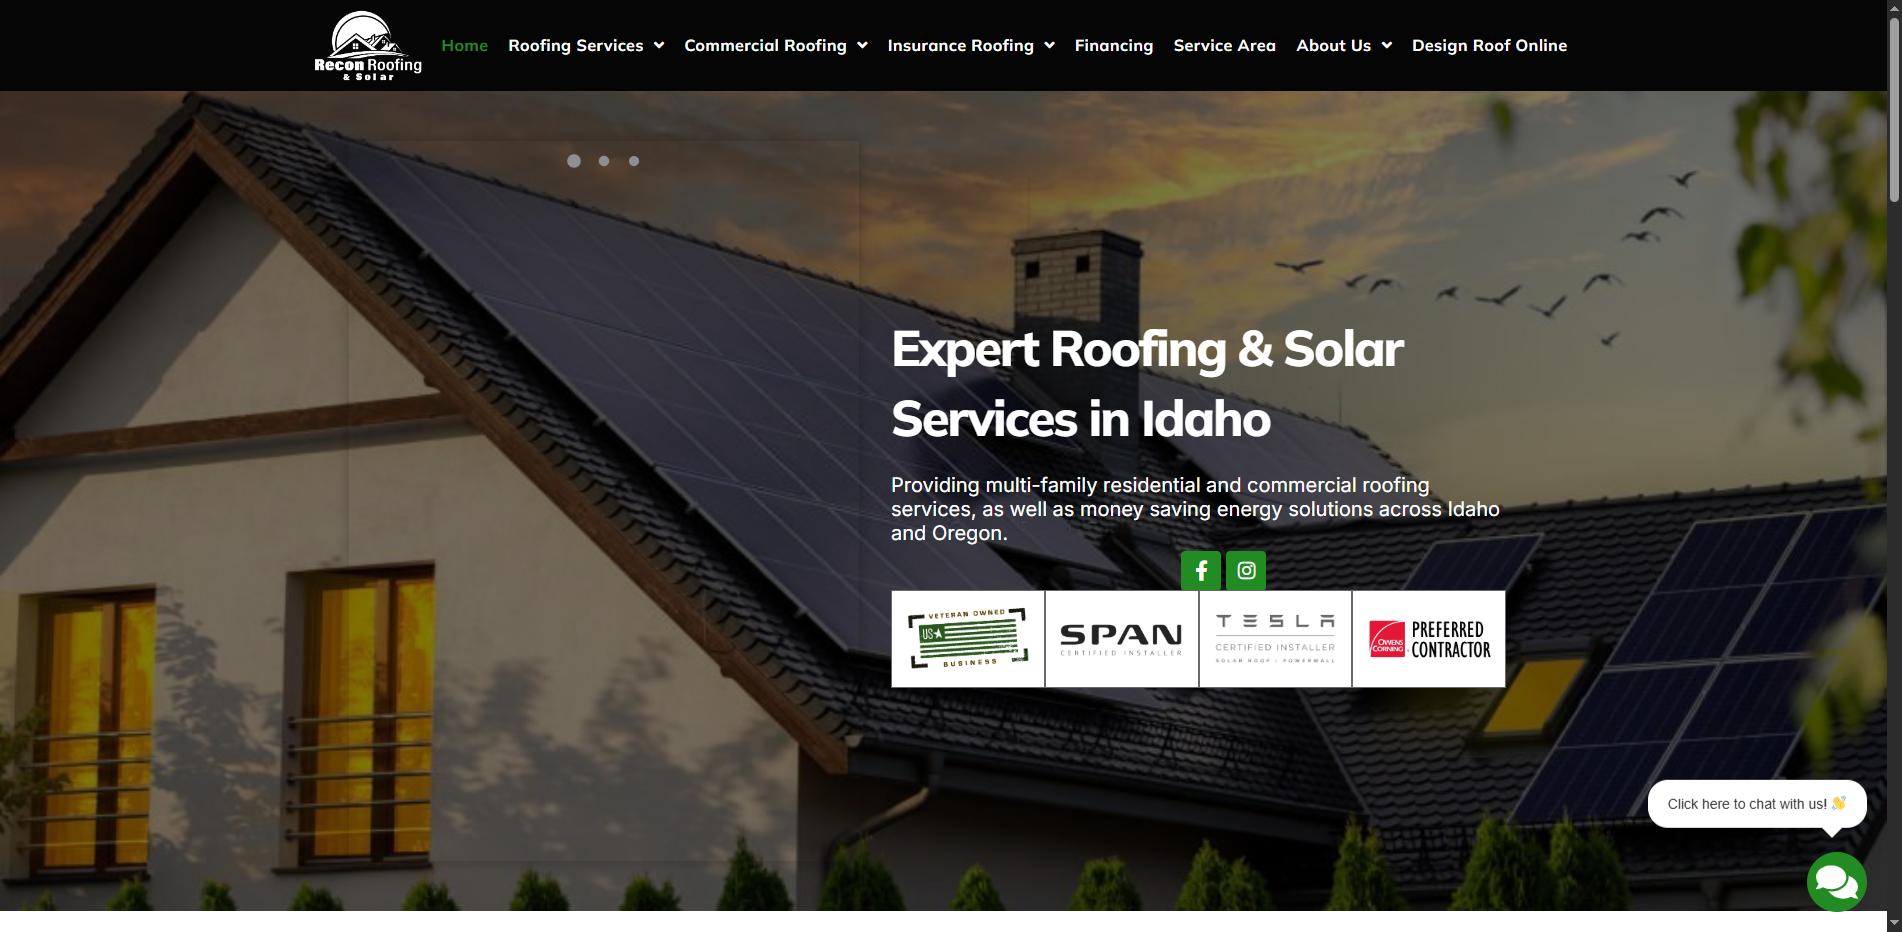 Recon Roofing
& Solar
Home
Roofing Services
Commercial Roofing
Insurance Roofing
Financing
Service Area
About Us
Design Roof Online
Expert Roofing & Solar
Services in Idaho
Providing multi-family residential and commercial roofing
services, as well as money saving energy solutions across Idaho
and Oregon.
VETERAN OWNED
US
BUSINESS
SPAN
CERTIFIED INSTALLER
TESLA
CERTIFIED INSTALLER
SOLAR ROOF | POWERWALL
OWENS
CORNING
PREFERRED
CONTRACTOR
Click here to chat with us! 👋